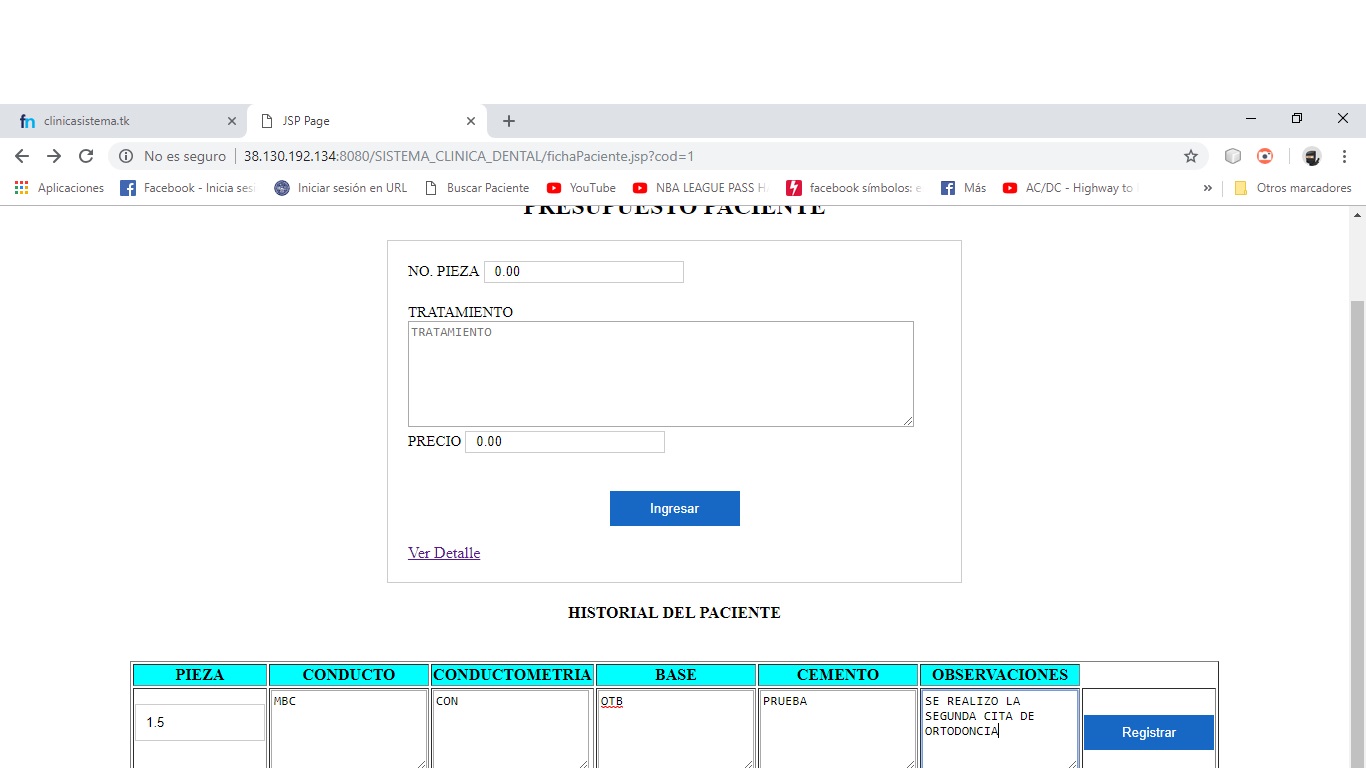 clinicasistema.tk
JSP Page
No es seguro 38.130.192.134:8080/SISTEMA_CLINICA_DENTAL/fichaPaciente.jsp?cod=1
Aplicaciones Facebook - Inicia ses Iniciar sesión en URL Buscar Paciente YouTube NBA LEAGUE PASS H facebook símbolos: e Más AC/DC - Highway to » Otros marcadores
PRESUPUESTO PACIENTE
NO. PIEZA 0.00
TRATAMIENTO
TRATAMIENTO
PRECIO 0.00
Ingresar
Ver Detalle
HISTORIAL DEL PACIENTE
PIEZA CONDUCTO CONDUCTOMETRIA BASE CEMENTO OBSERVACIONES
1.5
MBC
CON
OTB
PRUEBA
SE REALIZO LA
SEGUNDA CITA DE
ORTODONCIA
Registrar